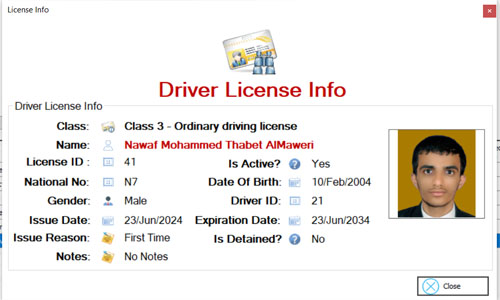 License Info
Driver License Info
Driver License Info
Class: Class 3 - Ordinary driving license
Name: Nawaf Mohammed Thabet AlMaweri
License ID : 41 Is Active? Yes
National No: N7 Date Of Birth: 10/Feb/2004
Gender: Male Driver ID: 21
Issue Date: 23/Jun/2024 Expiration Date: 23/Jun/2034
Issue Reason: First Time Is Detained? No
Notes: No Notes
Close